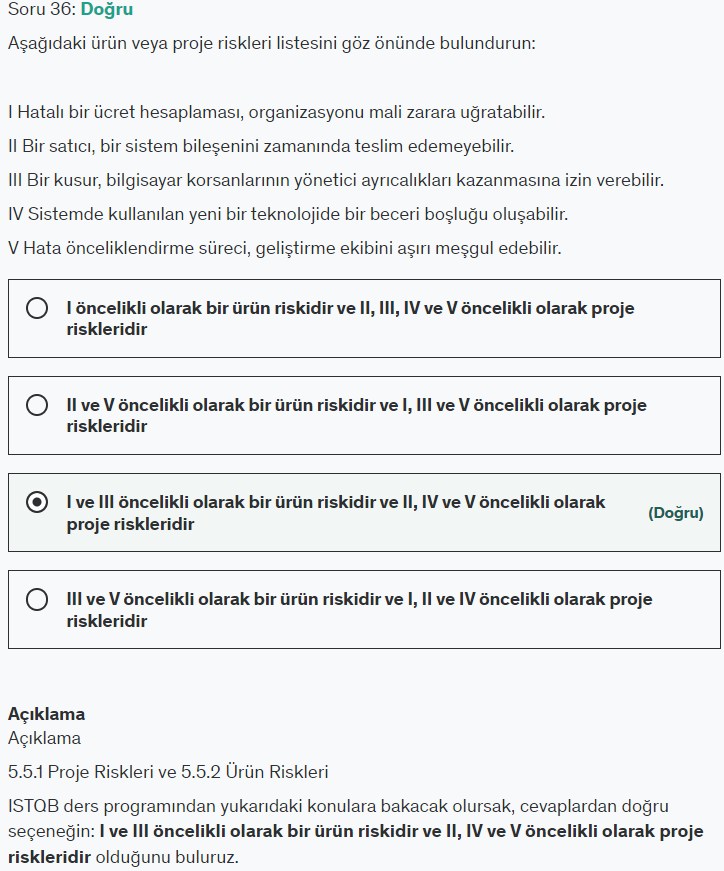 Soru 36: Doğru
Aşağıdaki ürün veya proje riskleri listesini göz önünde bulundurun:
I Hatalı bir ücret hesaplaması, organizasyonu mali zarara uğratabilir.
II Bir satıcı, bir sistem bileşenini zamanında teslim edemeyebilir.
III Bir kusur, bilgisayar korsanlarının yönetici ayrıcalıkları kazanmasına izin verebilir.
IV Sistemde kullanılan yeni bir teknolojide bir beceri boşluğu oluşabilir.
V Hata önceliklendirme süreci, geliştirme ekibini aşırı meşgul edebilir.
I öncelikli olarak bir ürün riskidir ve II, III, IV ve V öncelikli olarak proje
riskleridir
II ve V öncelikli olarak bir ürün riskidir ve I, III ve V öncelikli olarak proje
riskleridir
I ve III öncelikli olarak bir ürün riskidir ve II, IV ve V öncelikli olarak
proje riskleridir
(Doğru)
III ve V öncelikli olarak bir ürün riskidir ve I, II ve IV öncelikli olarak proje
riskleridir
Açıklama
Açıklama
5.5.1 Proje Riskleri ve 5.5.2 Ürün Riskleri
ISTQB ders programından yukarıdaki konulara bakacak olursak, cevaplardan doğru
seçeneğin: I ve III öncelikli olarak bir ürün riskidir ve II, IV ve V öncelikli olarak proje
riskleridir olduğunu buluruz.